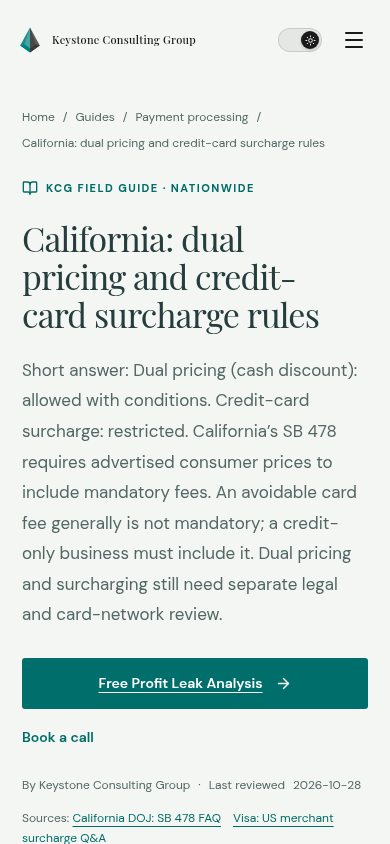 Keystone Consulting Group
Home / Guides / Payment processing /
California: dual pricing and credit-card surcharge rules
KCG FIELD GUIDE · NATIONWIDE
California: dual
pricing and credit-
card surcharge rules
Short answer: Dual pricing (cash discount):
allowed with conditions. Credit-card
surcharge: restricted. California’s SB 478
requires advertised consumer prices to
include mandatory fees. An avoidable card
fee generally is not mandatory; a credit-
only business must include it. Dual pricing
and surcharging still need separate legal
and card-network review.
Free Profit Leak Analysis →
Book a call
By Keystone Consulting Group · Last reviewed 2026-10-28
Sources: California DOJ: SB 478 FAQ Visa: US merchant
surcharge Q&A